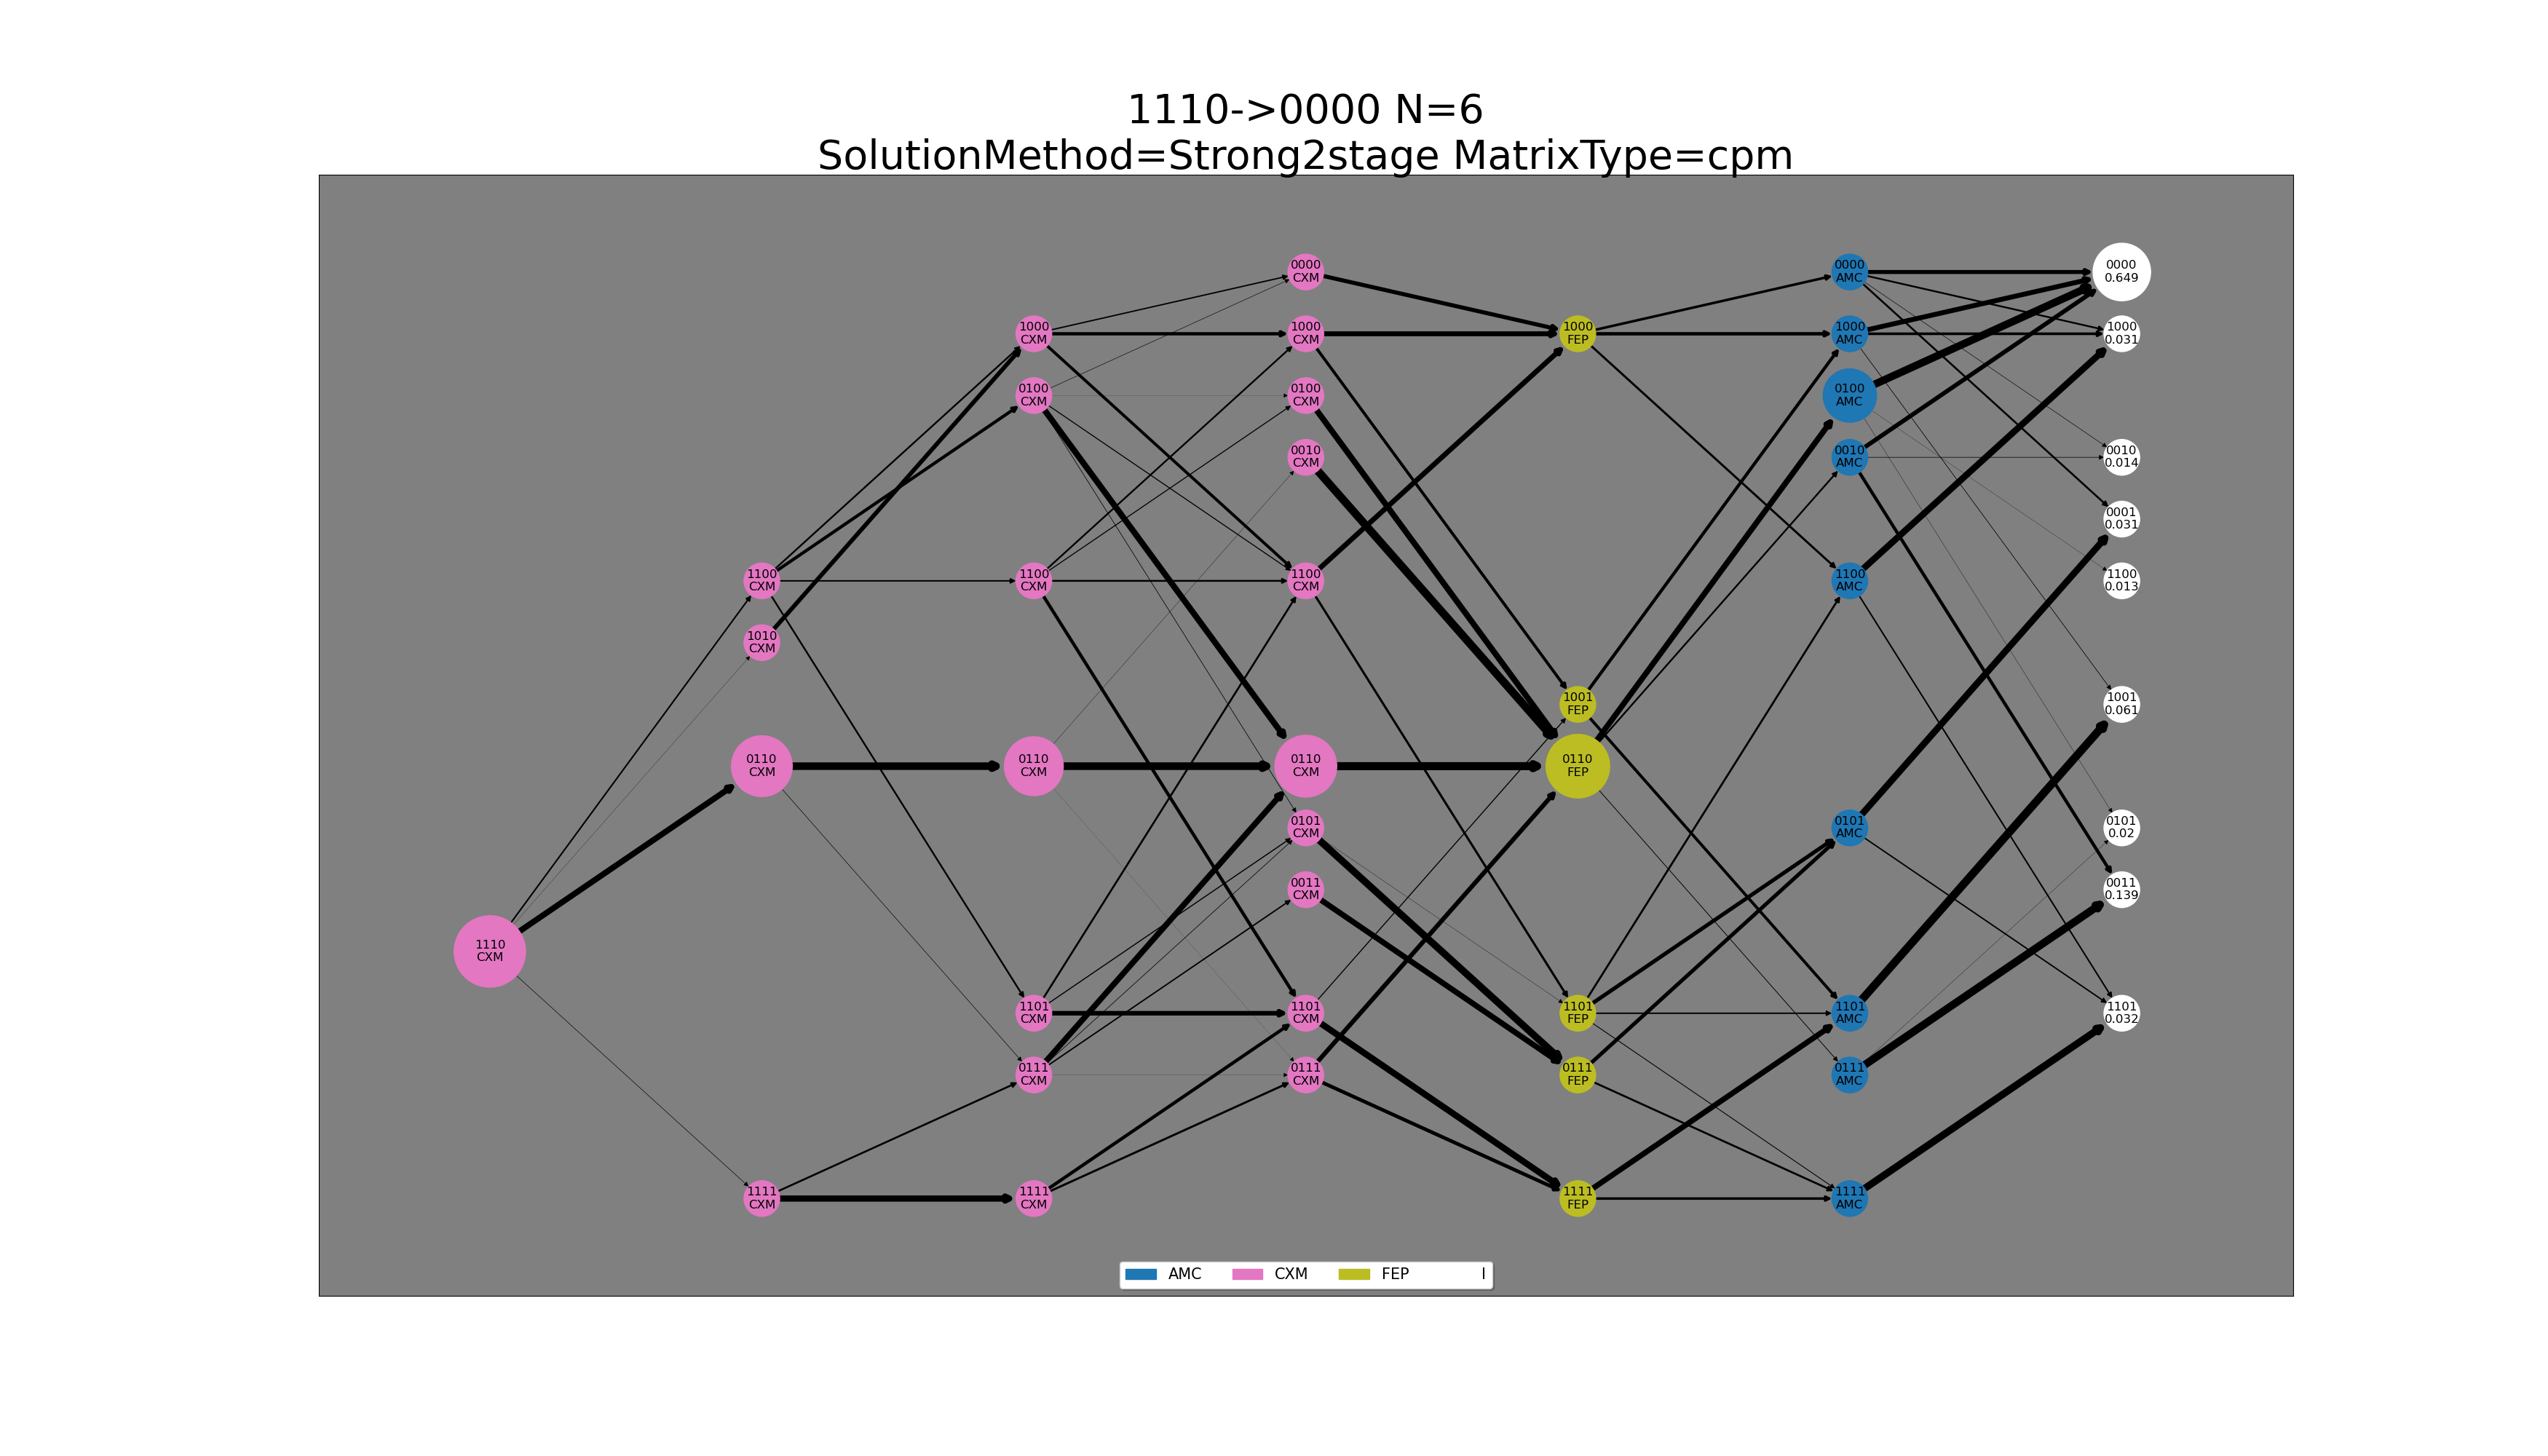 1110->0000 N=6
SolutionMethod=Strong2stage MatrixType=cpm
1110
CXM
1100
CXM
1010
CXM
0110
CXM
1111
CXM
1000
CXM
0100
CXM
1100
CXM
0110
CXM
1101
CXM
0111
CXM
1111
CXM
0000
CXM
1000
CXM
0100
CXM
0010
CXM
1100
CXM
0110
CXM
0101
CXM
0011
CXM
1101
CXM
0111
CXM
1000
FEP
1001
FEP
0110
FEP
1101
FEP
0111
FEP
1111
FEP
0000
AMC
1000
AMC
0100
AMC
0010
AMC
1100
AMC
0101
AMC
1101
AMC
0111
AMC
1111
AMC
0000
0.649
1000
0.031
0010
0.014
0001
0.031
1100
0.013
1001
0.061
0101
0.02
0011
0.139
1101
0.032
AMC CXM FEP I